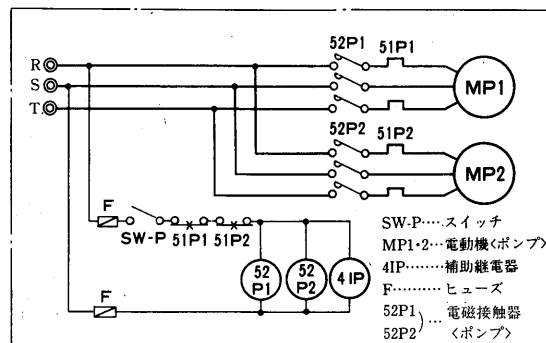 52P1 51P1
R
S
T
MP1
52P2 51P2
MP2
F
SW-P 51P1 51P2
52
P1
52
P2
4IP
F
SW-P····スイッチ
MP1・2···電動機〈ポンプ〉
4IP········補助継電器
F··········ヒューズ
52P1
52P2 )··· 電磁接触器
〈ポンプ〉